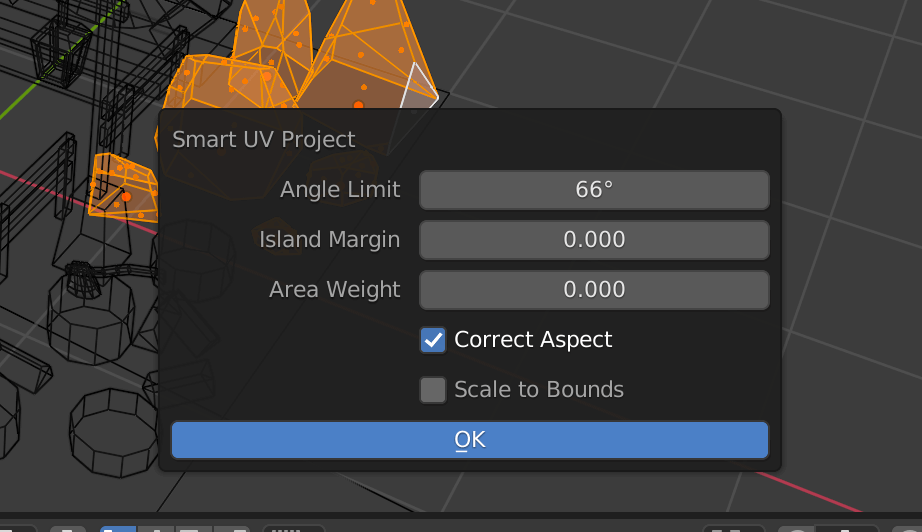 Smart UV Project
Angle Limit 66°
Island Margin 0.000
Area Weight 0.000
Correct Aspect
Scale to Bounds
OK